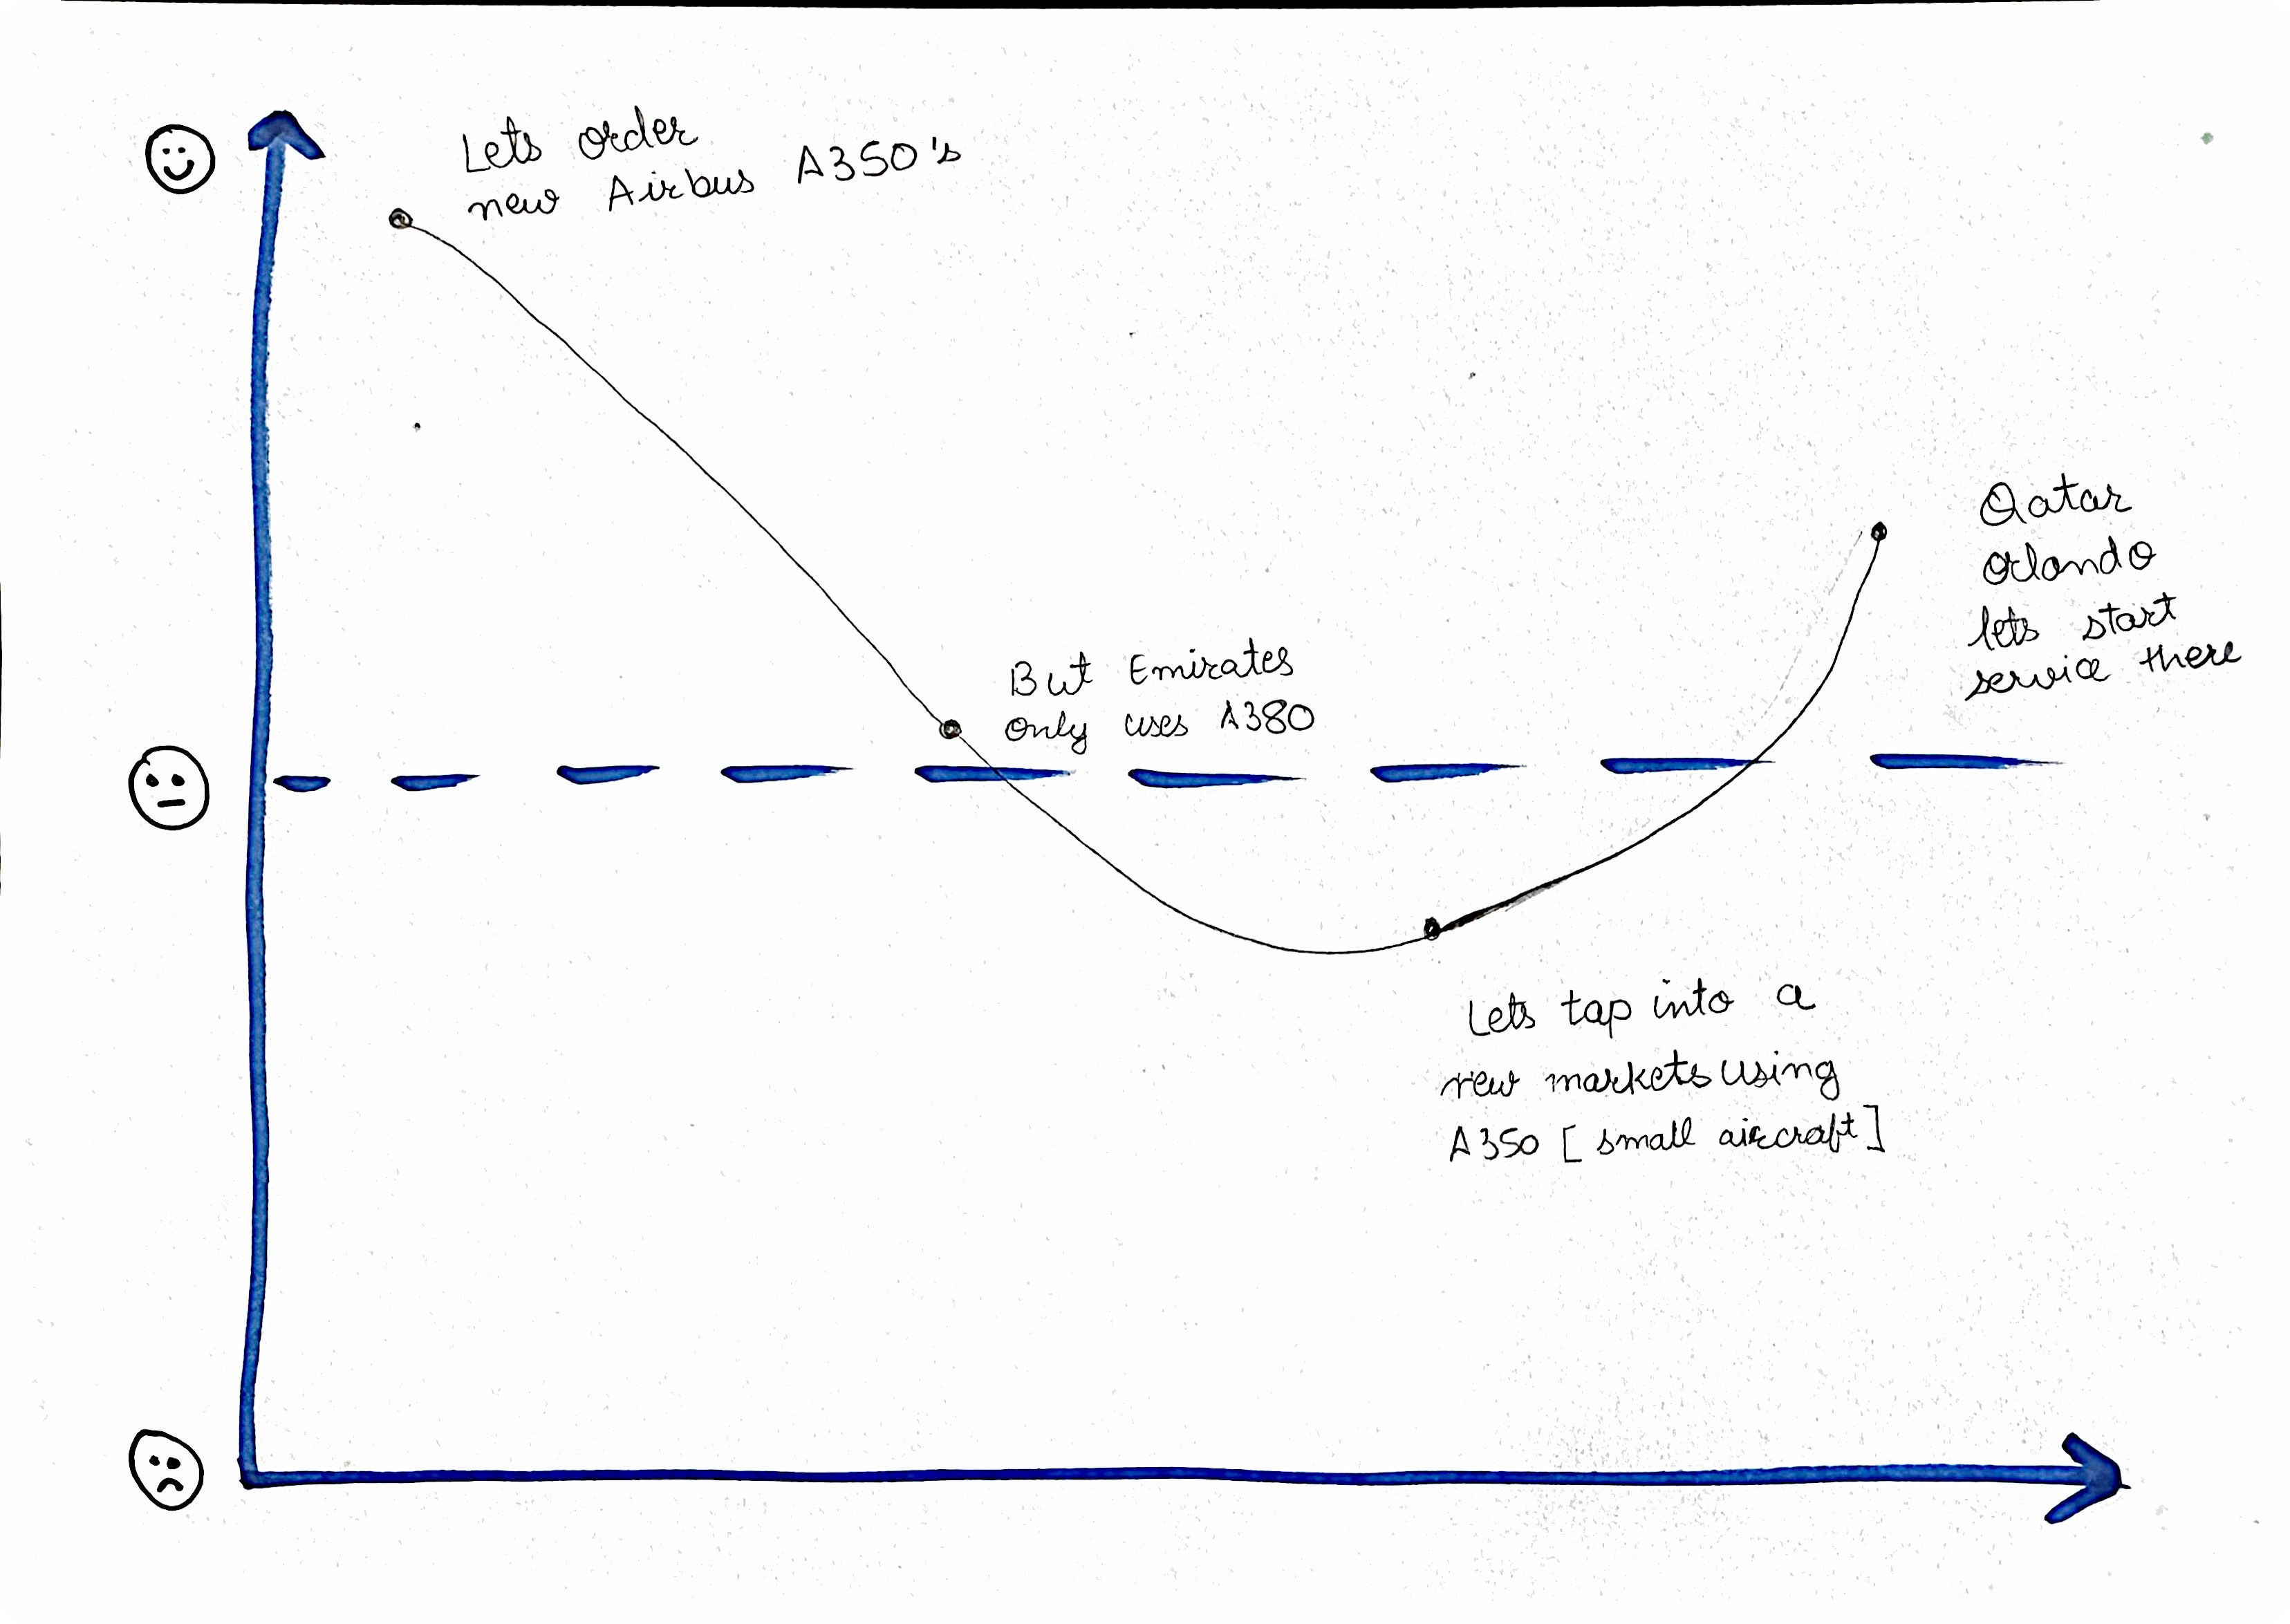 Lets order
new Airbus A350's
But Emirates
only uses A380
Qatar
Orlando
lets start
service there
Lets tap into a
new markets using
A350 [small aircraft]